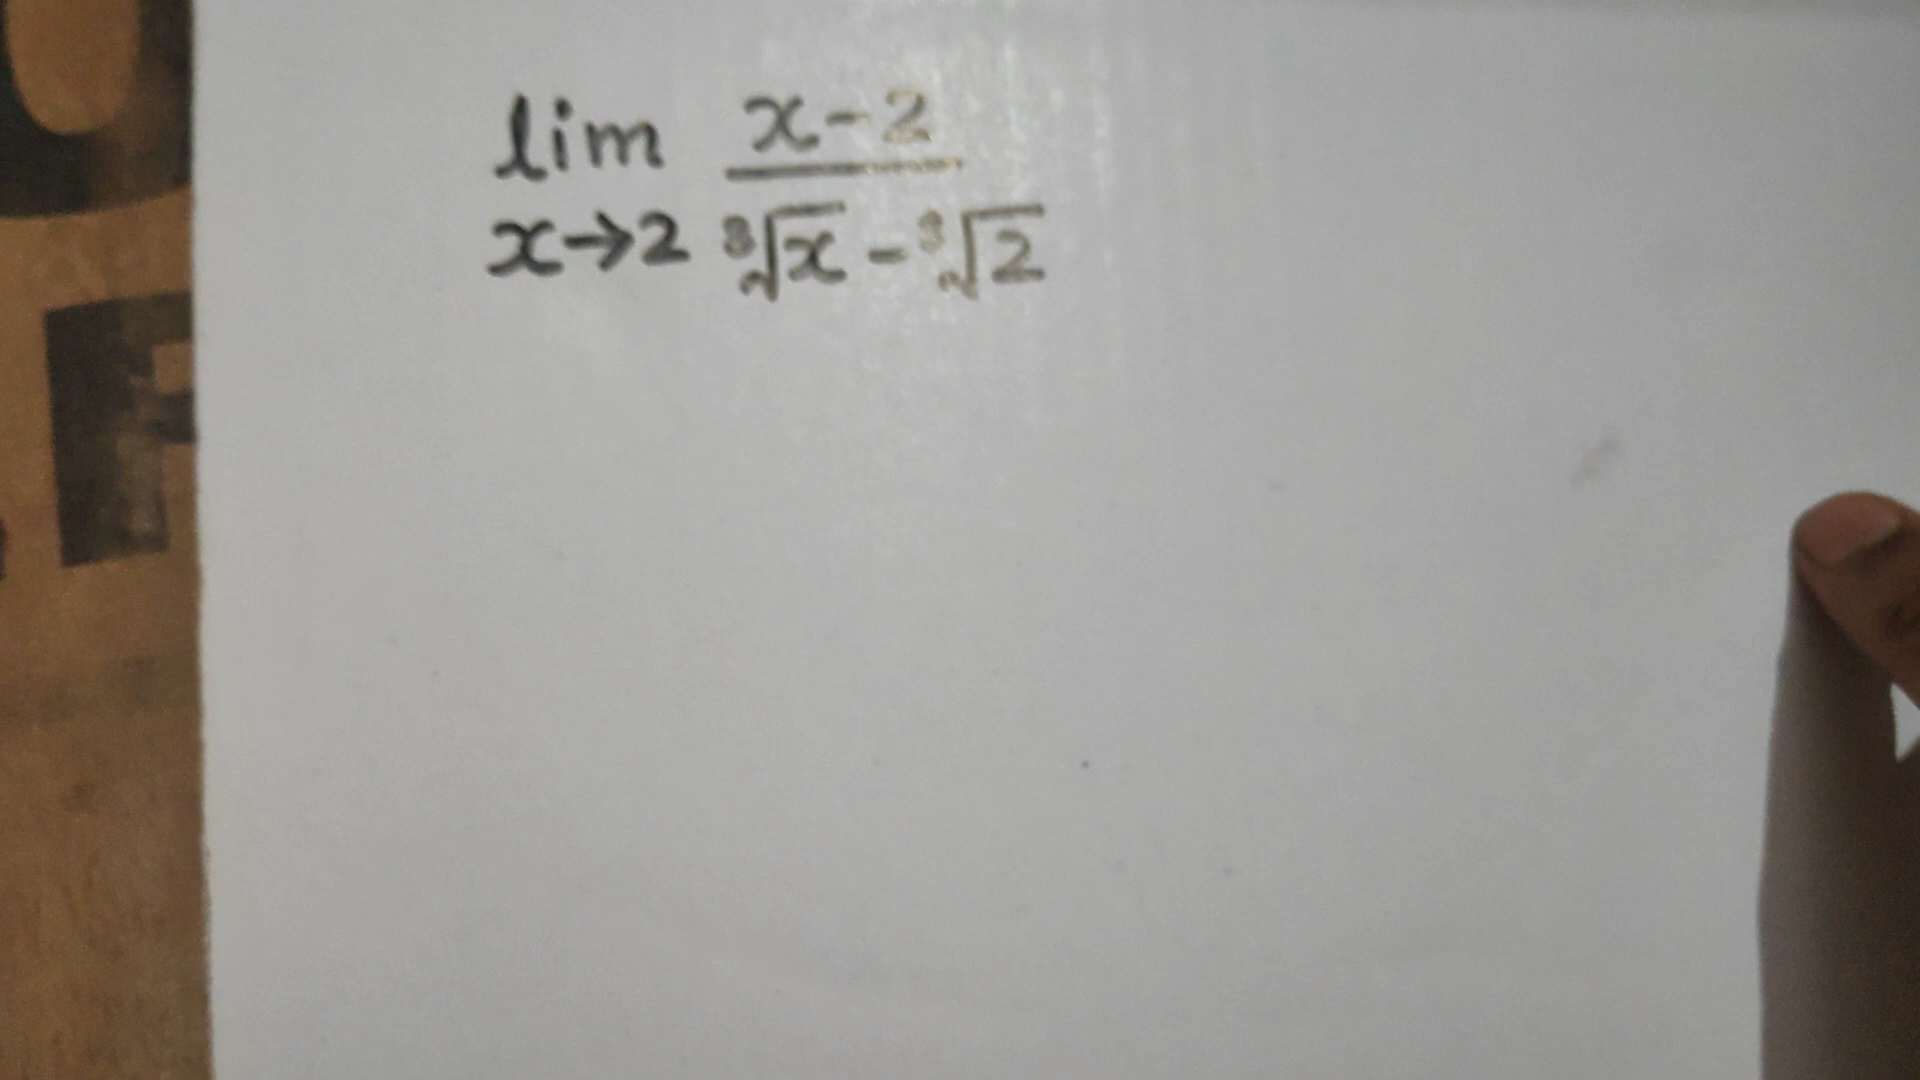 lim x-2
x→2 ∛x - ∛2